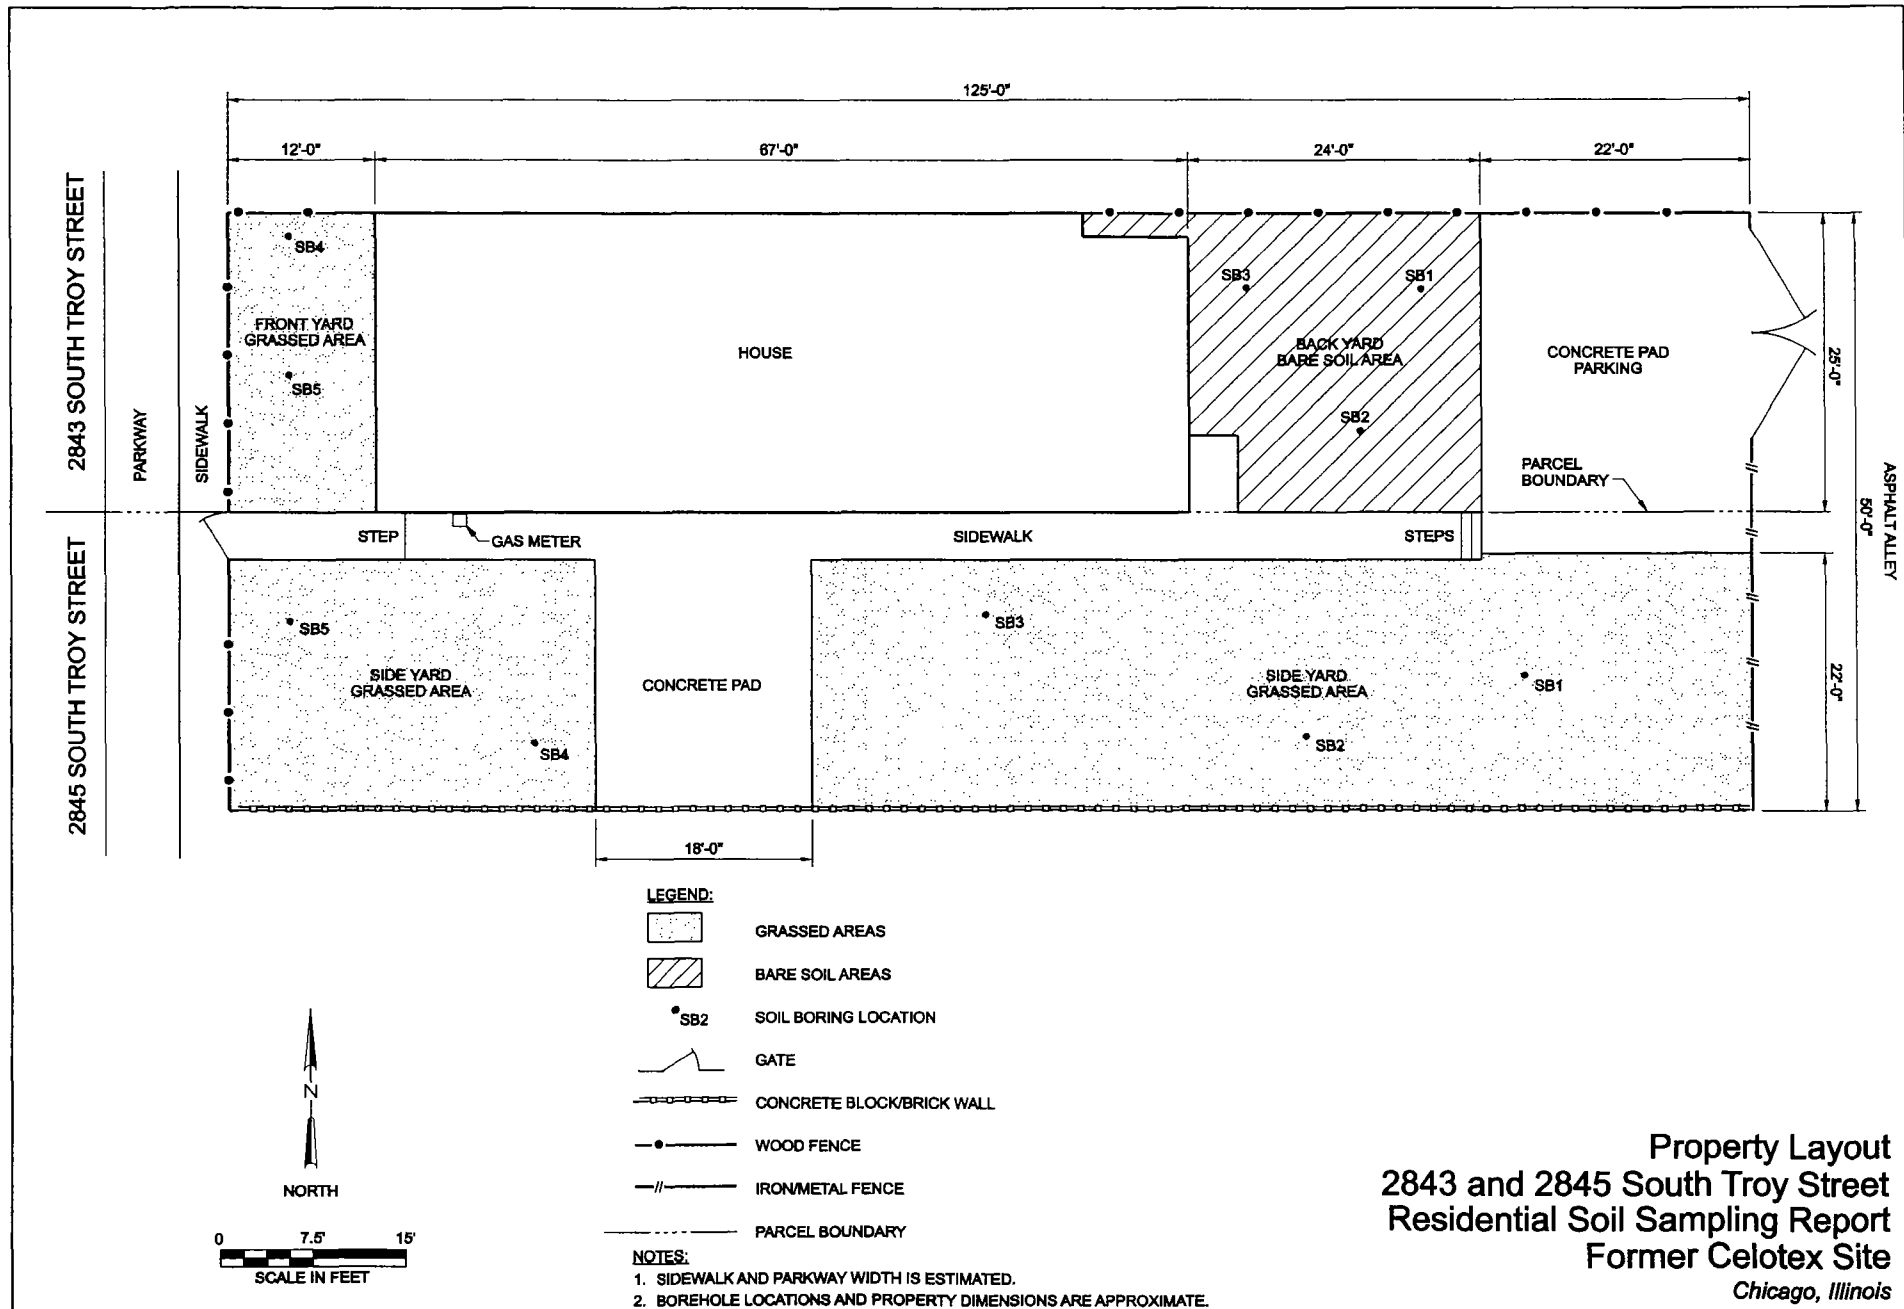 125'-0"
12'-0"
67'-0"
24'-0"
22'-0"
2843 SOUTH TROY STREET
PARKWAY
SIDEWALK
SB4
FRONT YARD
GRASSED AREA
SB5
HOUSE
SB3
SB1
BACK YARD
BARE SOIL AREA
SB2
CONCRETE PAD
PARKING
25'-0"
PARCEL
BOUNDARY
50'-0"
ASPHALT ALLEY
2845 SOUTH TROY STREET
STEP
GAS METER
SIDEWALK
STEPS
SB5
SIDE YARD
GRASSED AREA
SB4
CONCRETE PAD
SB3
SIDE YARD
GRASSED AREA
SB1
SB2
22'-0"
18'-0"
LEGEND:
GRASSED AREAS
BARE SOIL AREAS
SB2 SOIL BORING LOCATION
GATE
CONCRETE BLOCK/BRICK WALL
WOOD FENCE
IRON/METAL FENCE
PARCEL BOUNDARY
NOTES:
1. SIDEWALK AND PARKWAY WIDTH IS ESTIMATED.
2. BOREHOLE LOCATIONS AND PROPERTY DIMENSIONS ARE APPROXIMATE.
N
NORTH
0 7.5' 15'
SCALE IN FEET
Property Layout
2843 and 2845 South Troy Street
Residential Soil Sampling Report
Former Celotex Site
Chicago, Illinois